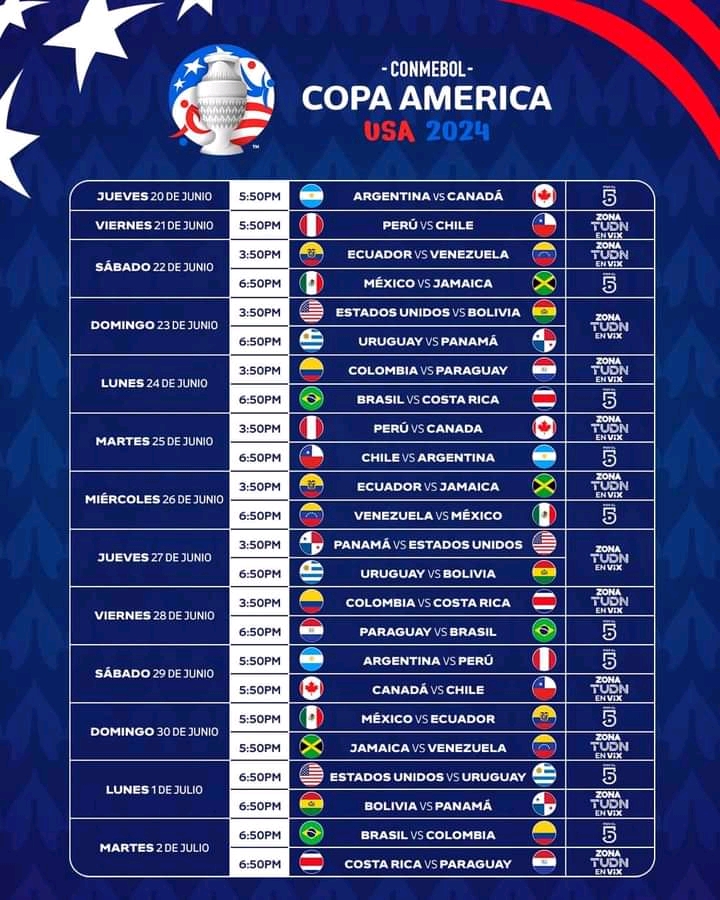 - CONMEBOL -
COPA AMERICA
USA 2024
TM
JUEVES 20 DE JUNIO 5:50PM ARGENTINA VS CANADÁ 5
VIERNES 21 DE JUNIO 5:50PM PERÚ VS CHILE ZONA TUDN EN ViX
SÁBADO 22 DE JUNIO 3:50PM ECUADOR VS VENEZUELA ZONA TUDN EN ViX
6:50PM MÉXICO VS JAMAICA 5
DOMINGO 23 DE JUNIO 3:50PM ESTADOS UNIDOS VS BOLIVIA ZONA TUDN EN ViX
6:50PM URUGUAY VS PANAMÁ
LUNES 24 DE JUNIO 3:50PM COLOMBIA VS PARAGUAY ZONA TUDN EN ViX
6:50PM BRASIL VS COSTA RICA 5
MARTES 25 DE JUNIO 3:50PM PERÚ VS CANADA ZONA TUDN EN ViX
6:50PM CHILE VS ARGENTINA 5
MIÉRCOLES 26 DE JUNIO 3:50PM ECUADOR VS JAMAICA ZONA TUDN EN ViX
6:50PM VENEZUELA VS MÉXICO 5
JUEVES 27 DE JUNIO 3:50PM PANAMÁ VS ESTADOS UNIDOS ZONA TUDN EN ViX
6:50PM URUGUAY VS BOLIVIA
VIERNES 28 DE JUNIO 3:50PM COLOMBIA VS COSTA RICA ZONA TUDN EN ViX
6:50PM PARAGUAY VS BRASIL 5
SÁBADO 29 DE JUNIO 5:50PM ARGENTINA VS PERÚ 5
5:50PM CANADÁ VS CHILE ZONA TUDN EN ViX
DOMINGO 30 DE JUNIO 5:50PM MÉXICO VS ECUADOR 5
5:50PM JAMAICA VS VENEZUELA ZONA TUDN EN ViX
LUNES 1 DE JULIO 6:50PM ESTADOS UNIDOS VS URUGUAY 5
6:50PM BOLIVIA VS PANAMÁ ZONA TUDN EN ViX
MARTES 2 DE JULIO 6:50PM BRASIL VS COLOMBIA 5
6:50PM COSTA RICA VS PARAGUAY ZONA TUDN EN ViX